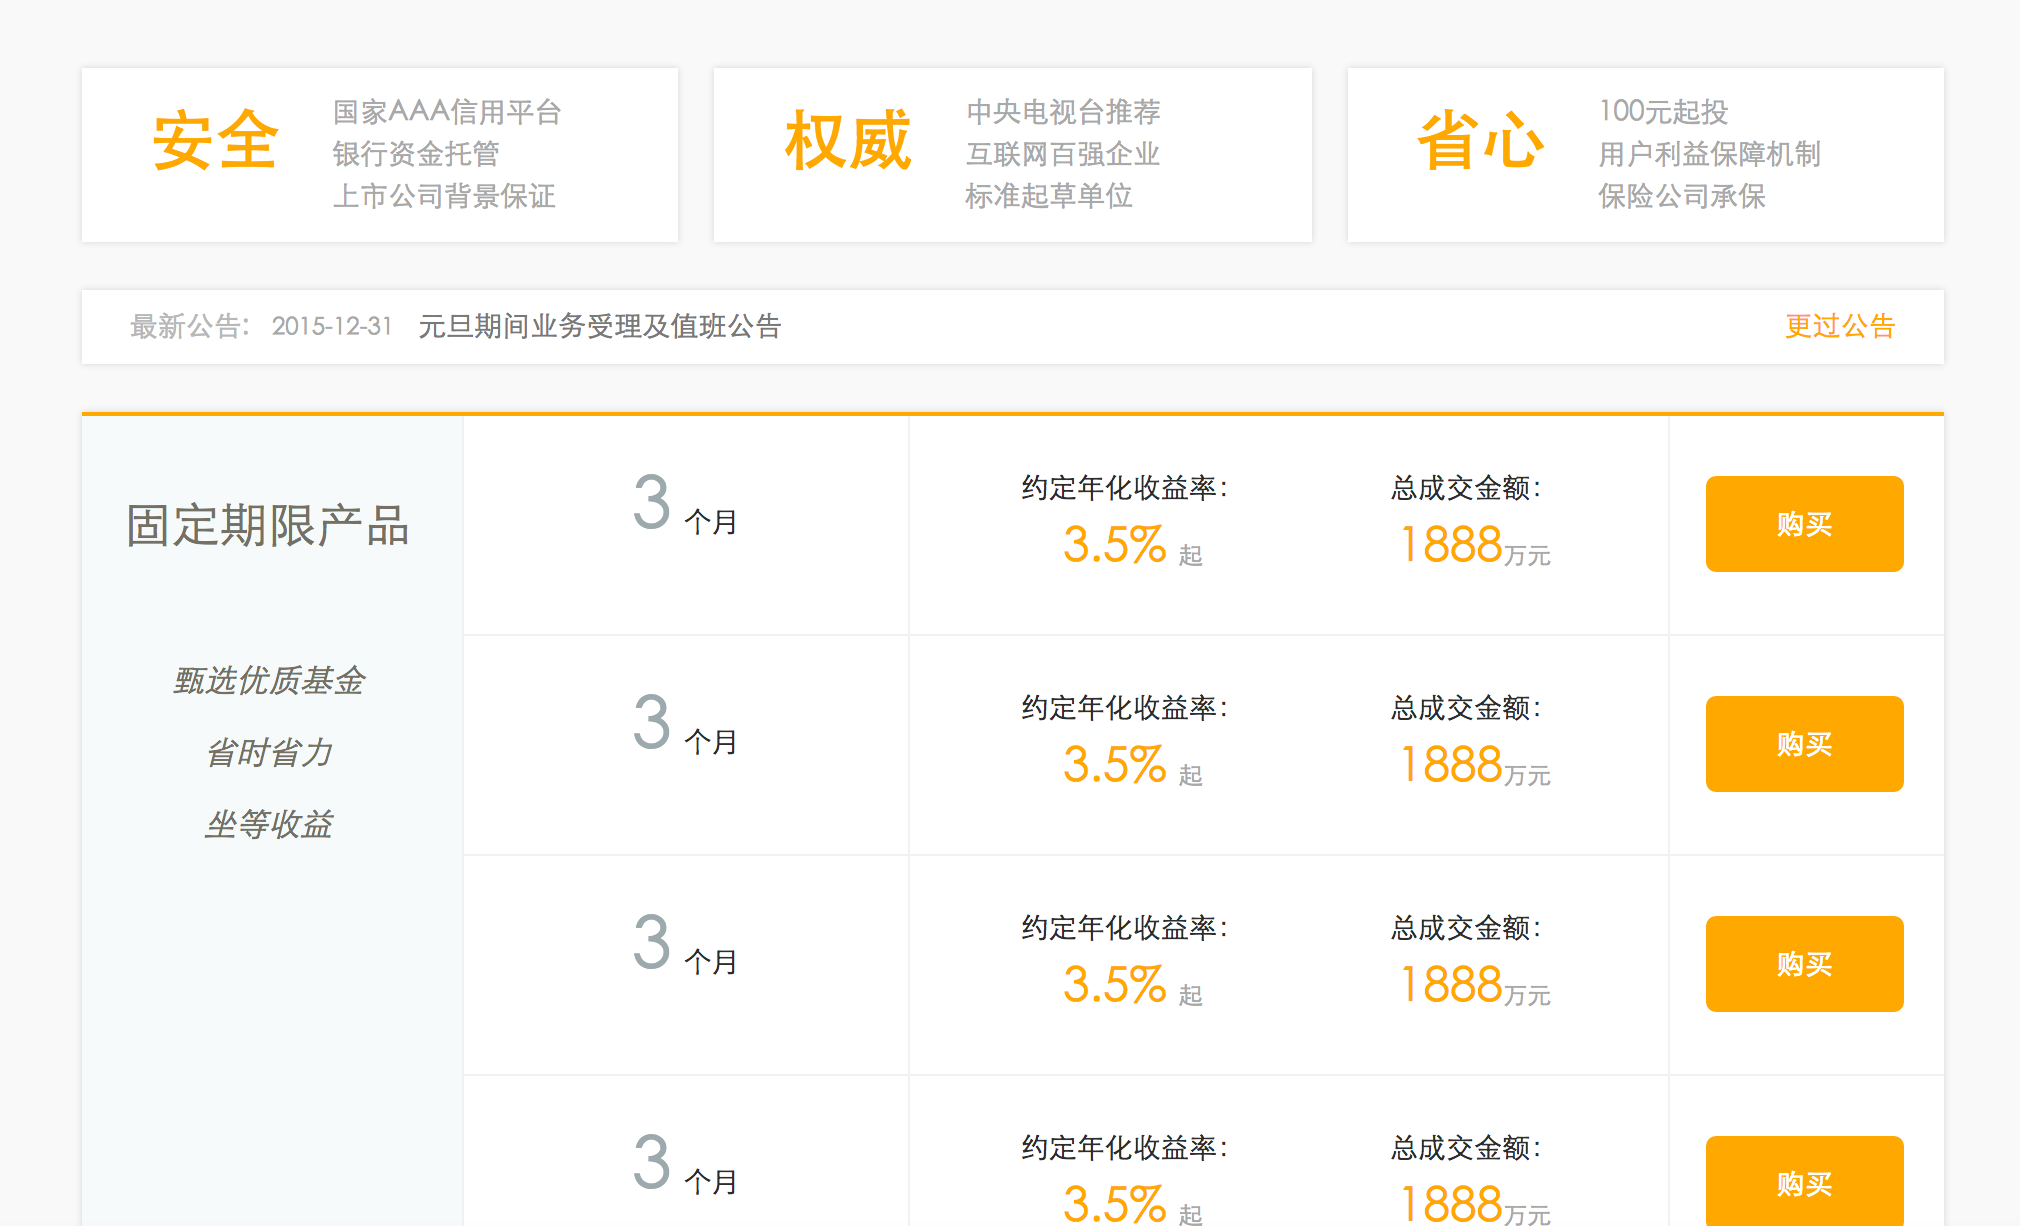 安全
国家AAA信用平台
银行资金托管
上市公司背景保证
权威
中央电视台推荐
互联网百强企业
标准起草单位
省心
100元起投
用户利益保障机制
保险公司承保
最新公告: 2015-12-31 元旦期间业务受理及值班公告 更过公告
固定期限产品
甄选优质基金
省时省力
坐等收益
3 个月
约定年化收益率:
3.5% 起
总成交金额:
1888万元
购买
3 个月
约定年化收益率:
3.5% 起
总成交金额:
1888万元
购买
3 个月
约定年化收益率:
3.5% 起
总成交金额:
1888万元
购买
3 个月
约定年化收益率:
3.5% 起
总成交金额:
1888万元
购买